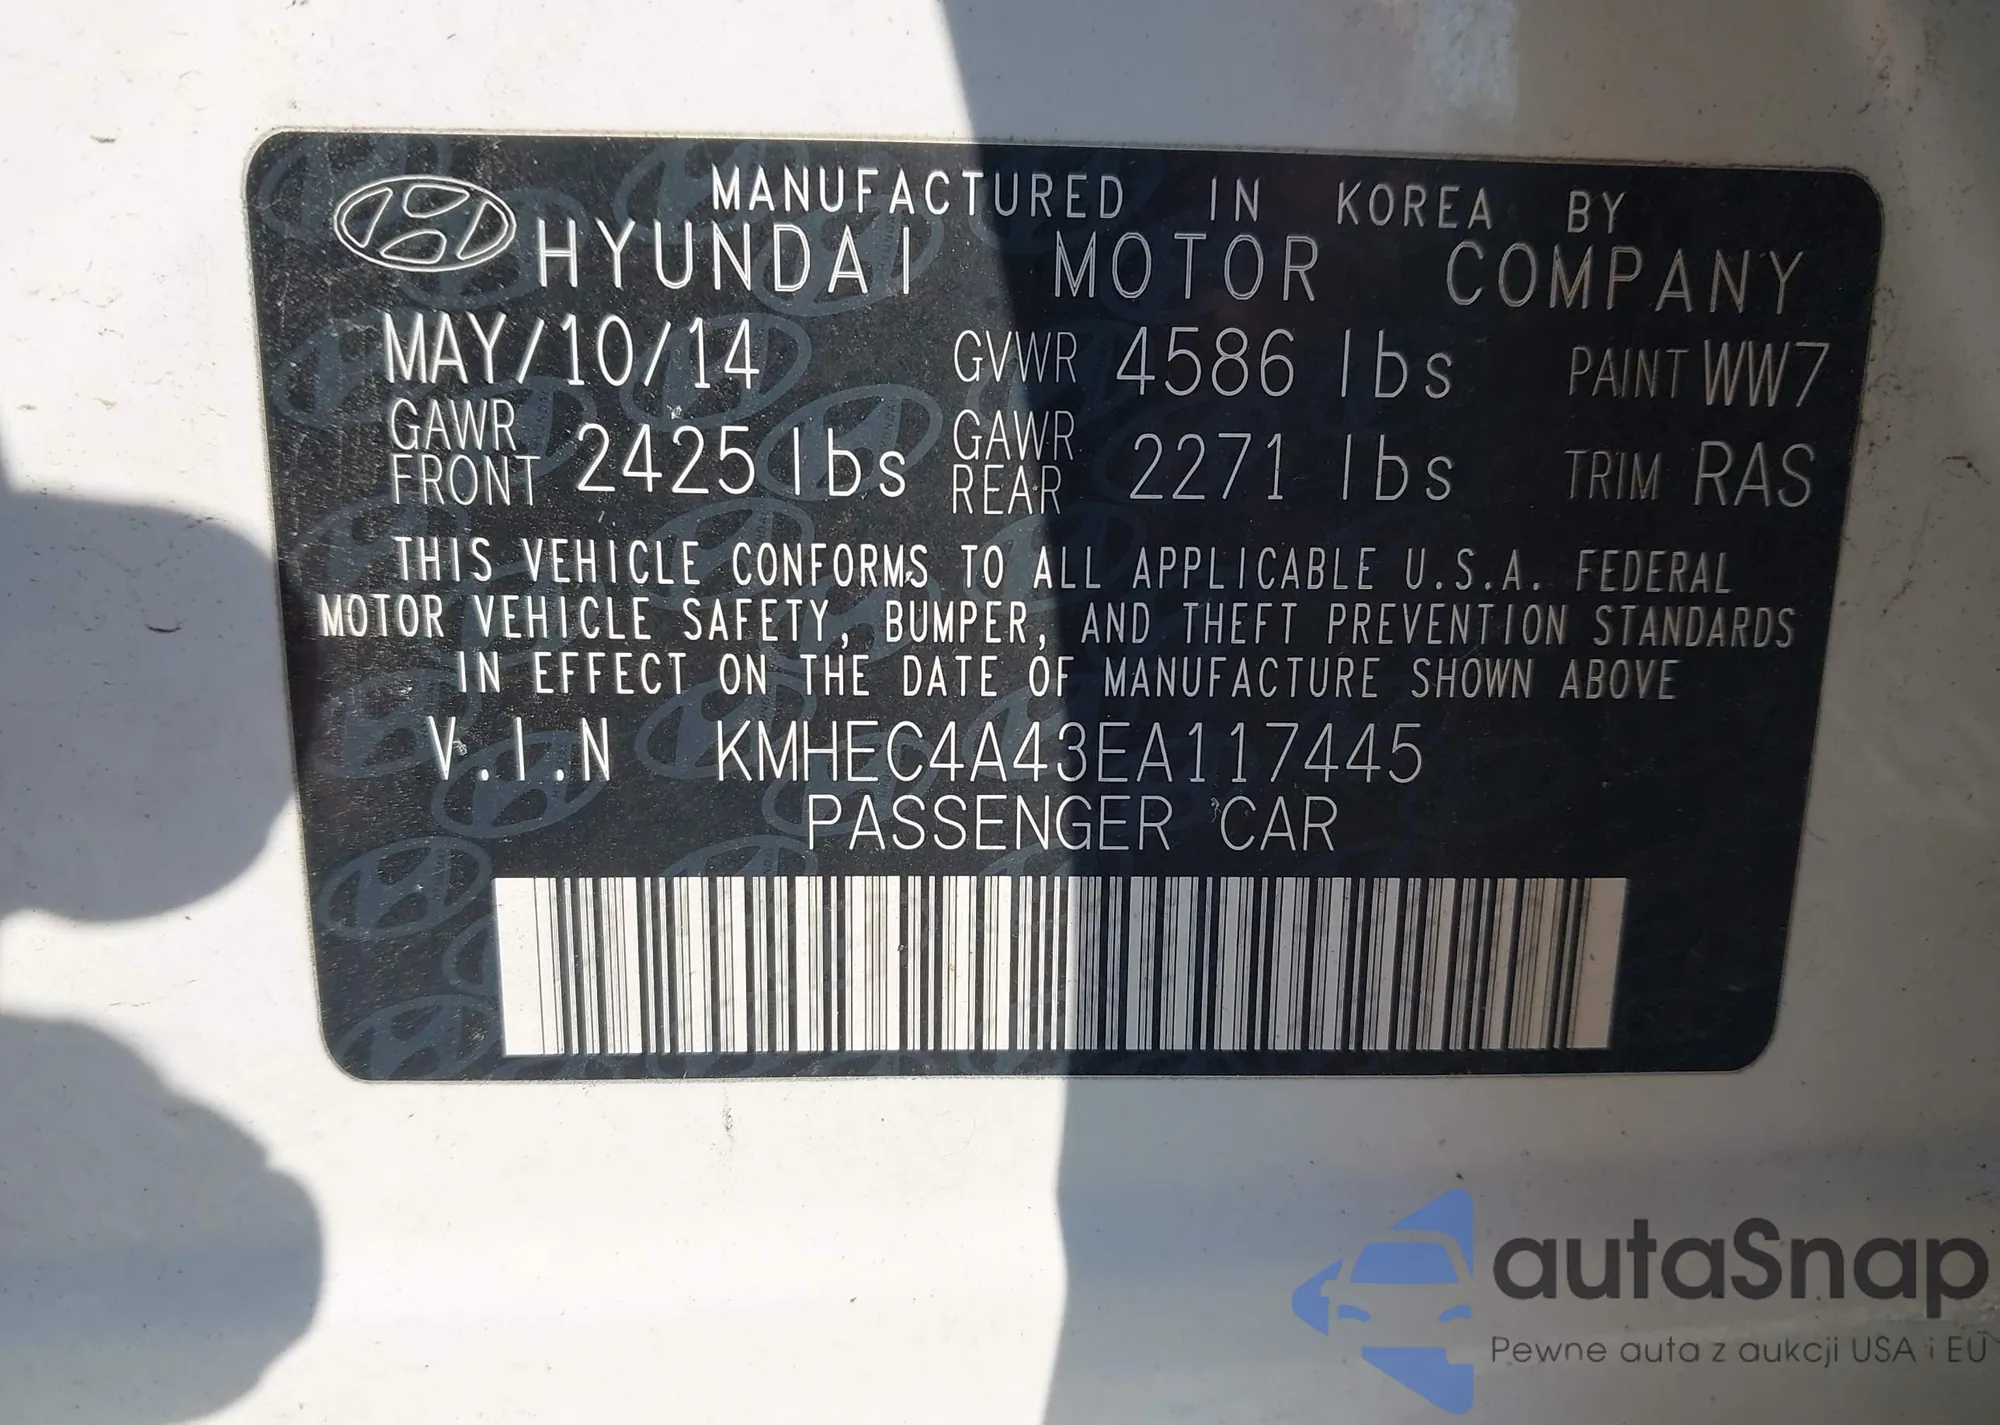 MANUFACTURED IN KOREA BY
HYUNDAI MOTOR COMPANY
MAY/10/14 GVWR 4586 lbs PAINT WW7
GAWR FRONT 2425 lbs GAWR REAR 2271 lbs TRIM RAS
THIS VEHICLE CONFORMS TO ALL APPLICABLE U.S.A. FEDERAL
MOTOR VEHICLE SAFETY, BUMPER, AND THEFT PREVENTION STANDARDS
IN EFFECT ON THE DATE OF MANUFACTURE SHOWN ABOVE
V.I.N KMHEC4A43EA117445
PASSENGER CAR
autaSnap
Pewne auta z aukcji USA i EU